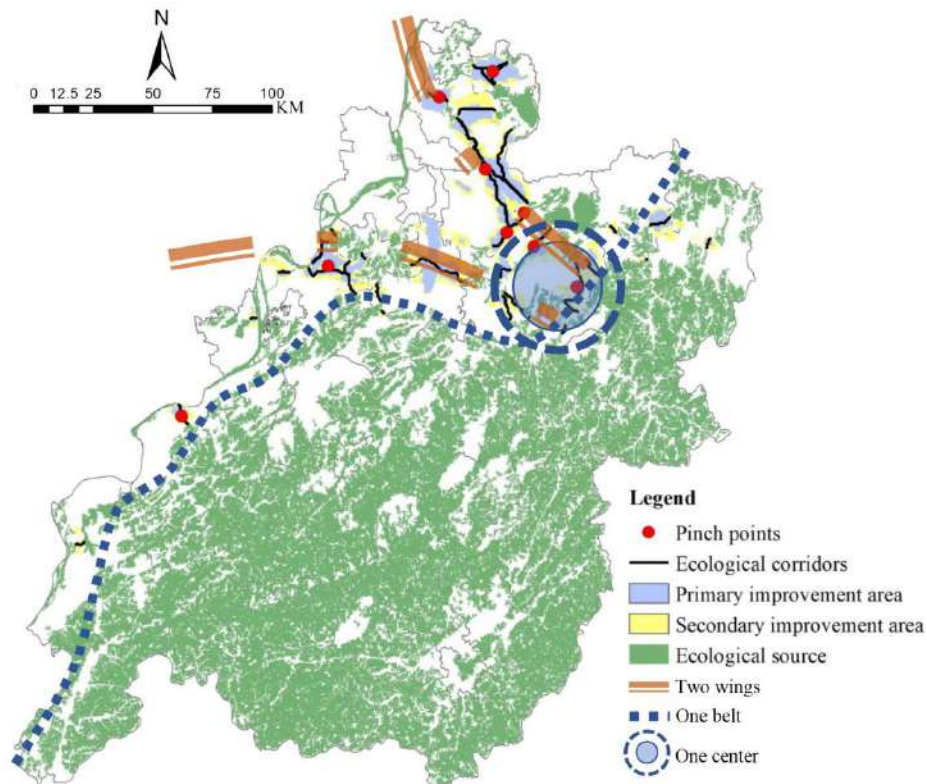 N
0 12.5 25 50 75 100
KM
Legend
Pinch points
Ecological corridors
Primary improvement area
Secondary improvement area
Ecological source
Two wings
One belt
One center